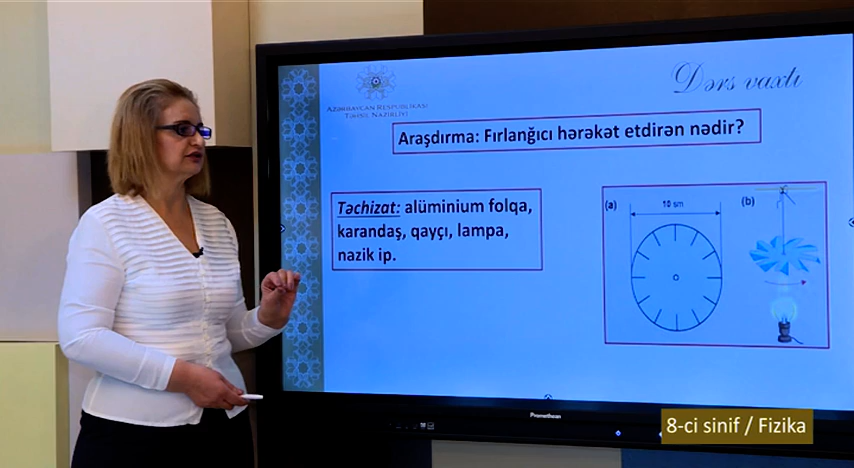 Dərs vaxtı
AZƏRBAYCAN RESPUBLİKASI
TƏHSİL NAZİRLİYİ
Araşdırma: Fırlanğıcı hərəkət etdirən nədir?
Təchizat: alüminium folqa,
karandaş, qayçı, lampa,
nazik ip.
(a)
10 sm
(b)
Promethean
8-ci sinif / Fizika